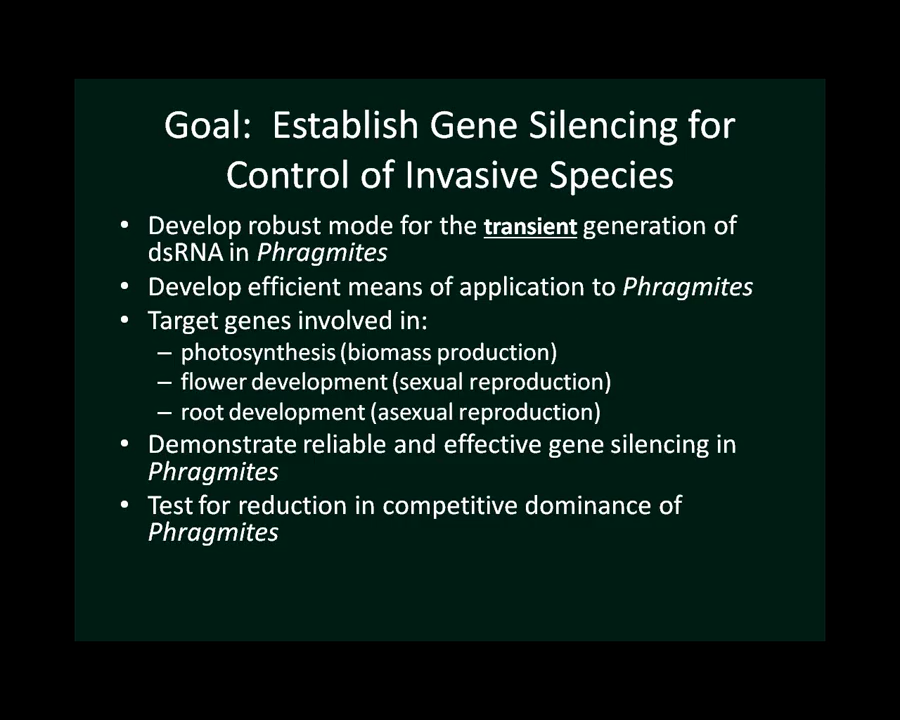 Goal:  Establish Gene Silencing for
Control of Invasive Species
• Develop robust mode for the transient generation of
dsRNA in Phragmites
• Develop efficient means of application to Phragmites
• Target genes involved in:
– photosynthesis (biomass production)
– flower development (sexual reproduction)
– root development (asexual reproduction)
• Demonstrate reliable and effective gene silencing in
Phragmites
• Test for reduction in competitive dominance of
Phragmites